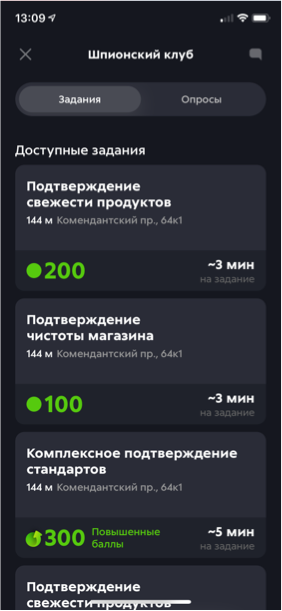 13:09
Шпионский клуб
Задания Опросы
Доступные задания
Подтверждение
свежести продуктов
144 м Комендантский пр., 64к1
200 ~3 мин
на задание
Подтверждение
чистоты магазина
144 м Комендантский пр., 64к1
100 ~3 мин
на задание
Комплексное подтверждение
стандартов
144 м Комендантский пр., 64к1
300 Повышенные
баллы
~5 мин
на задание
Подтверждение
свежести продуктов